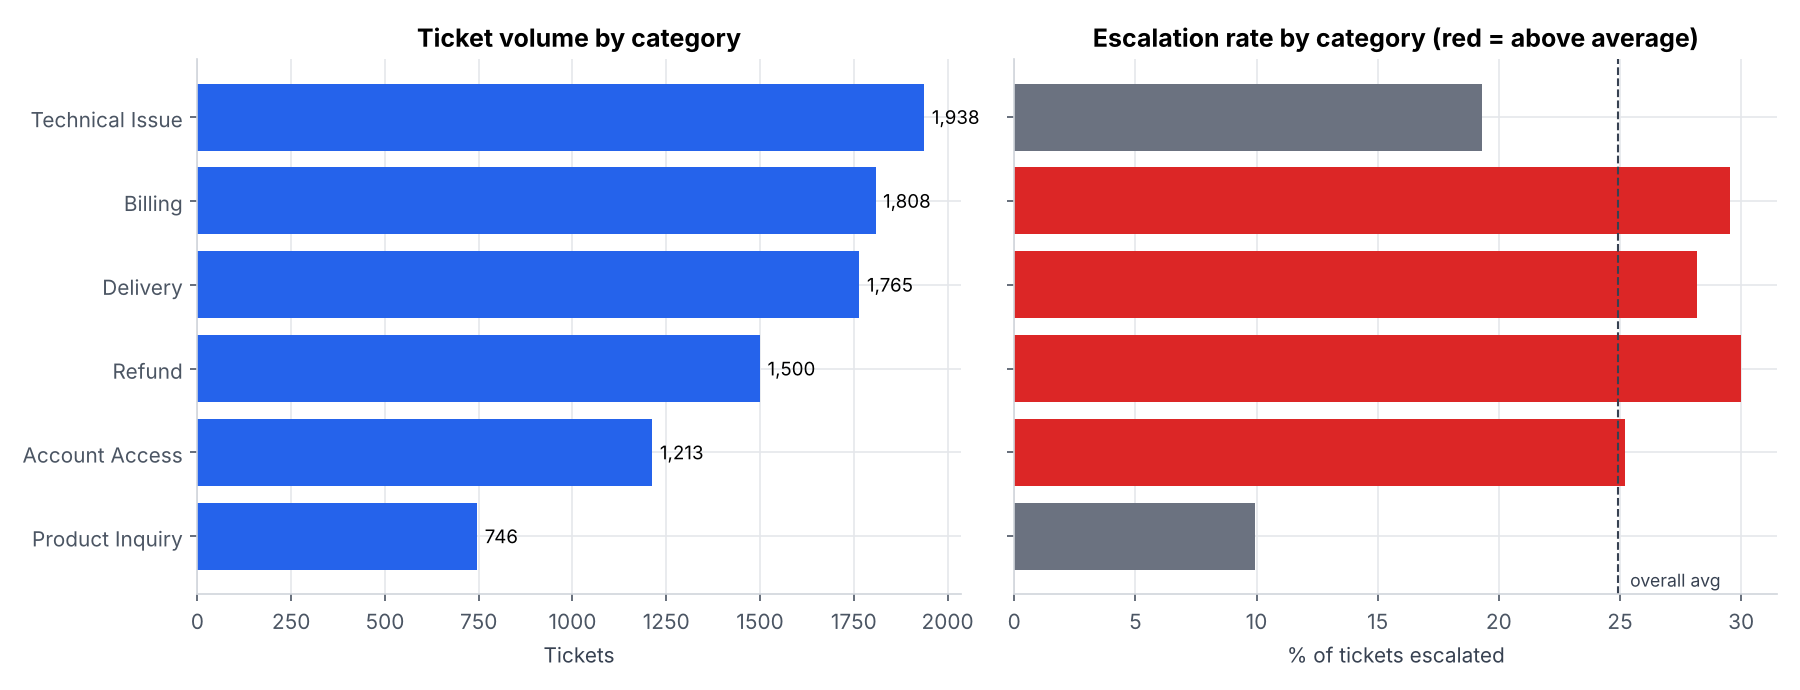 Ticket volume by category
Technical Issue
1,938
Billing
1,808
Delivery
1,765
Refund
1,500
Account Access
1,213
Product Inquiry
746
0 250 500 750 1000 1250 1500 1750 2000
Tickets
Escalation rate by category (red = above average)
overall avg
0 5 10 15 20 25 30
% of tickets escalated